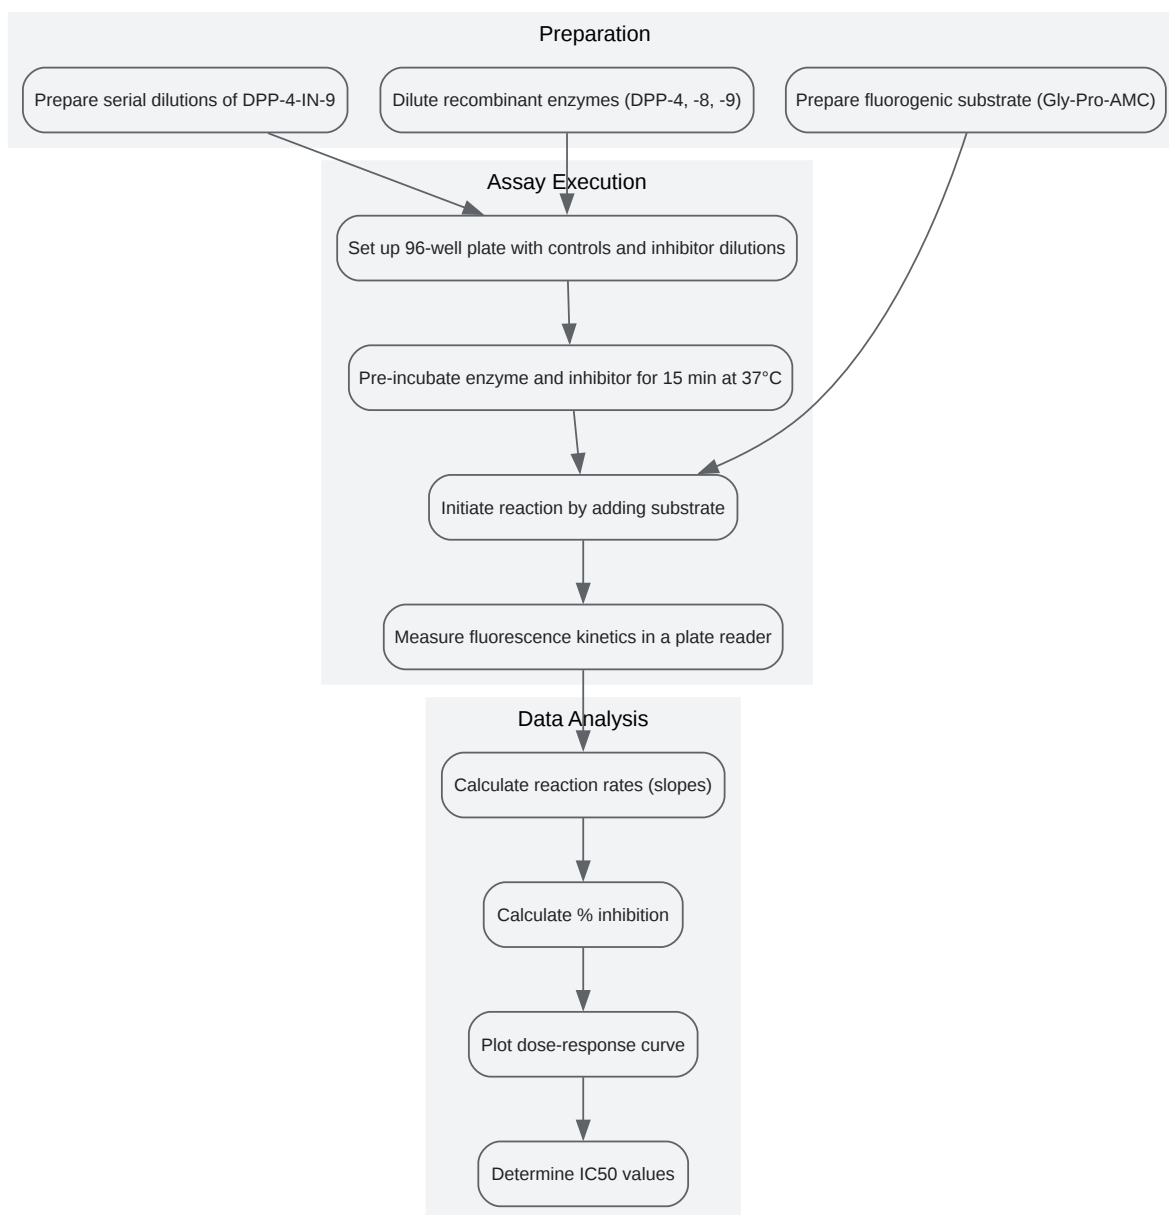 Preparation
Prepare serial dilutions of DPP-4-IN-9
Dilute recombinant enzymes (DPP-4, -8, -9)
Prepare fluorogenic substrate (Gly-Pro-AMC)
Assay Execution
Set up 96-well plate with controls and inhibitor dilutions
Pre-incubate enzyme and inhibitor for 15 min at 37°C
Initiate reaction by adding substrate
Measure fluorescence kinetics in a plate reader
Data Analysis
Calculate reaction rates (slopes)
Calculate % inhibition
Plot dose-response curve
Determine IC50 values